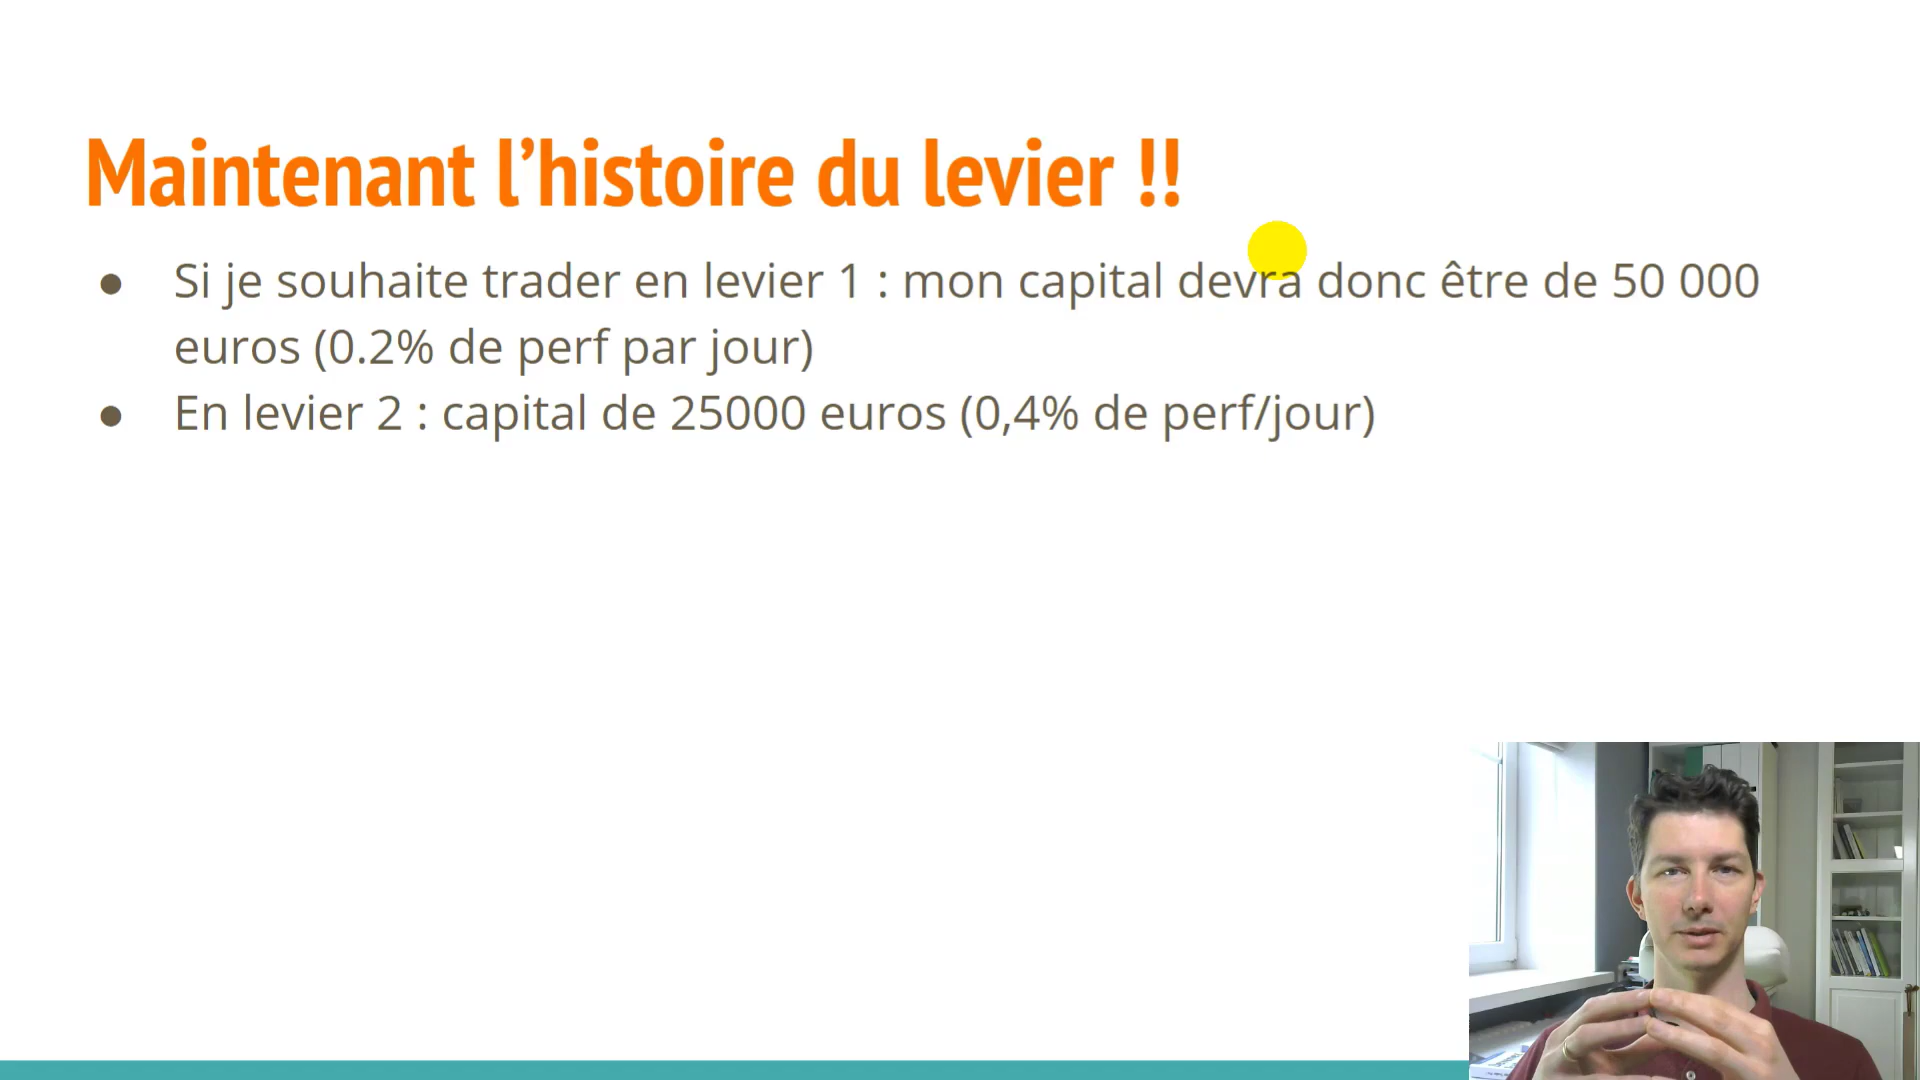 Maintenant l’histoire du levier !!
● Si je souhaite trader en levier 1 : mon capital devra donc être de 50 000
euros (0.2% de perf par jour)
● En levier 2 : capital de 25000 euros (0,4% de perf/jour)